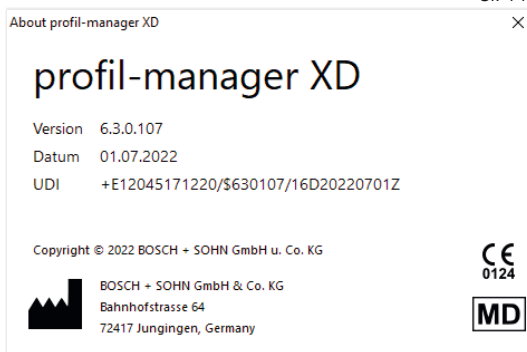 About profil-manager XD
profil-manager XD
Version 6.3.0.107
Datum 01.07.2022
UDI +E12045171220/$630107/16D20220701Z
Copyright © 2022 BOSCH + SOHN GmbH u. Co. KG
CE
0124
BOSCH + SOHN GmbH & Co. KG
Bahnhofstrasse 64
72417 Jungingen, Germany
MD